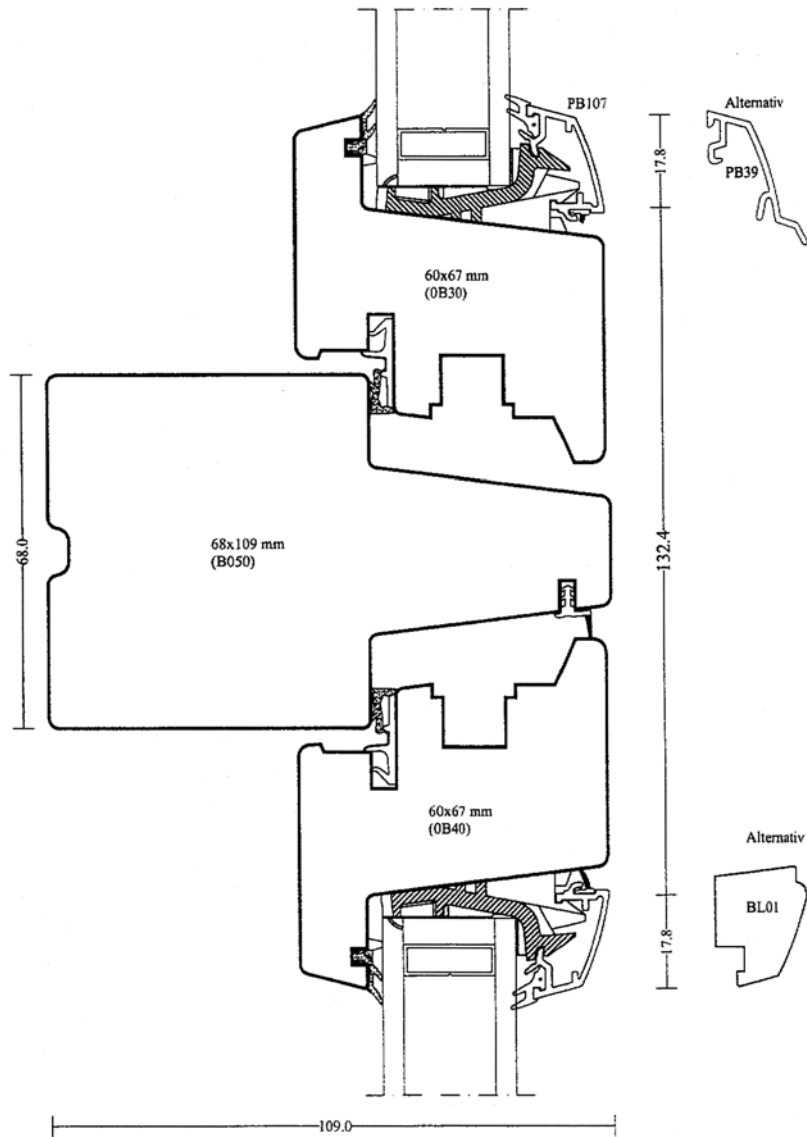 PB107
Alternativ
17.8
PB39
60x67 mm
(0B30)
68.0
68x109 mm
(B050)
132.4
60x67 mm
(0B40)
Alternativ
BL01
17.8
109.0